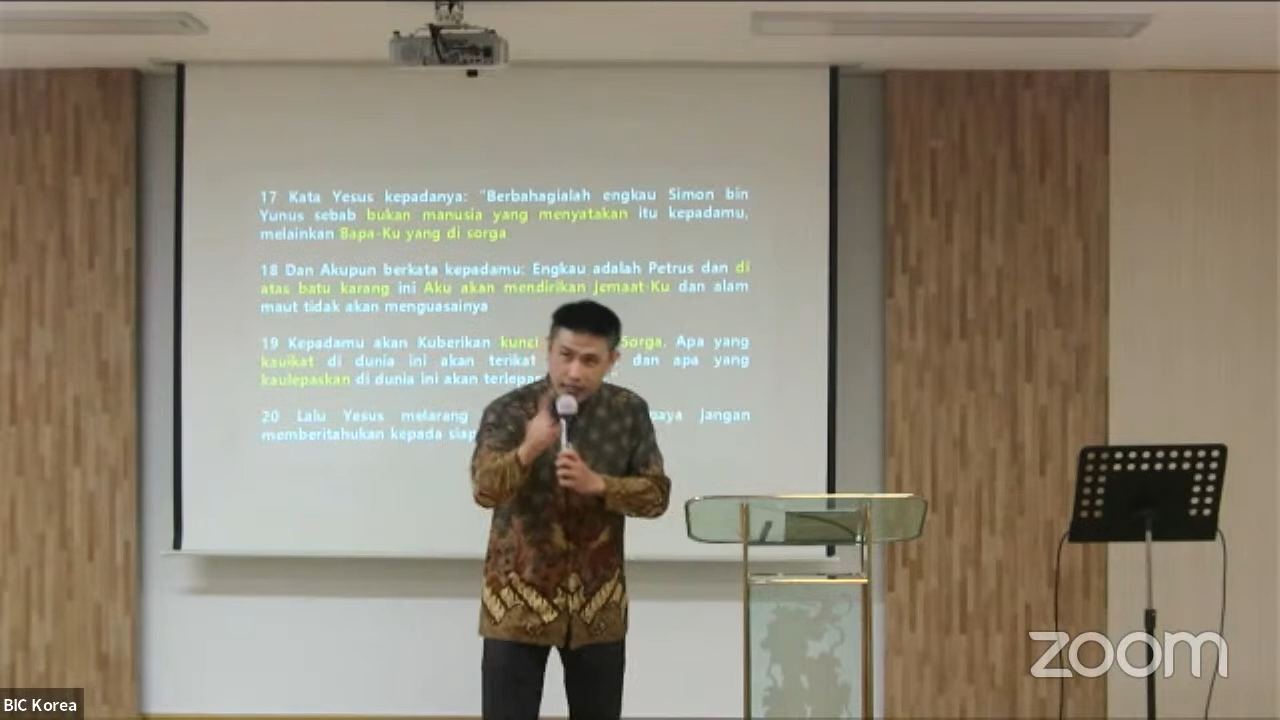 17 Kata Yesus kepadanya: "Berbahagialah engkau Simon bin
Yunus sebab bukan manusia yang menyatakan itu kepadamu,
melainkan Bapa-Ku yang di sorga
18 Dan Akupun berkata kepadamu: Engkau adalah Petrus dan di
atas batu karang ini Aku akan mendirikan jemaat-Ku dan alam
maut tidak akan menguasainya
19 Kepadamu akan Kuberikan kunci Sorga. Apa yang
kauikat di dunia ini akan terikat dan apa yang
kaulepaskan di dunia ini akan
20 Lalu Yesus melarang jangan
memberitahukan kepada
zoom
BIC Korea